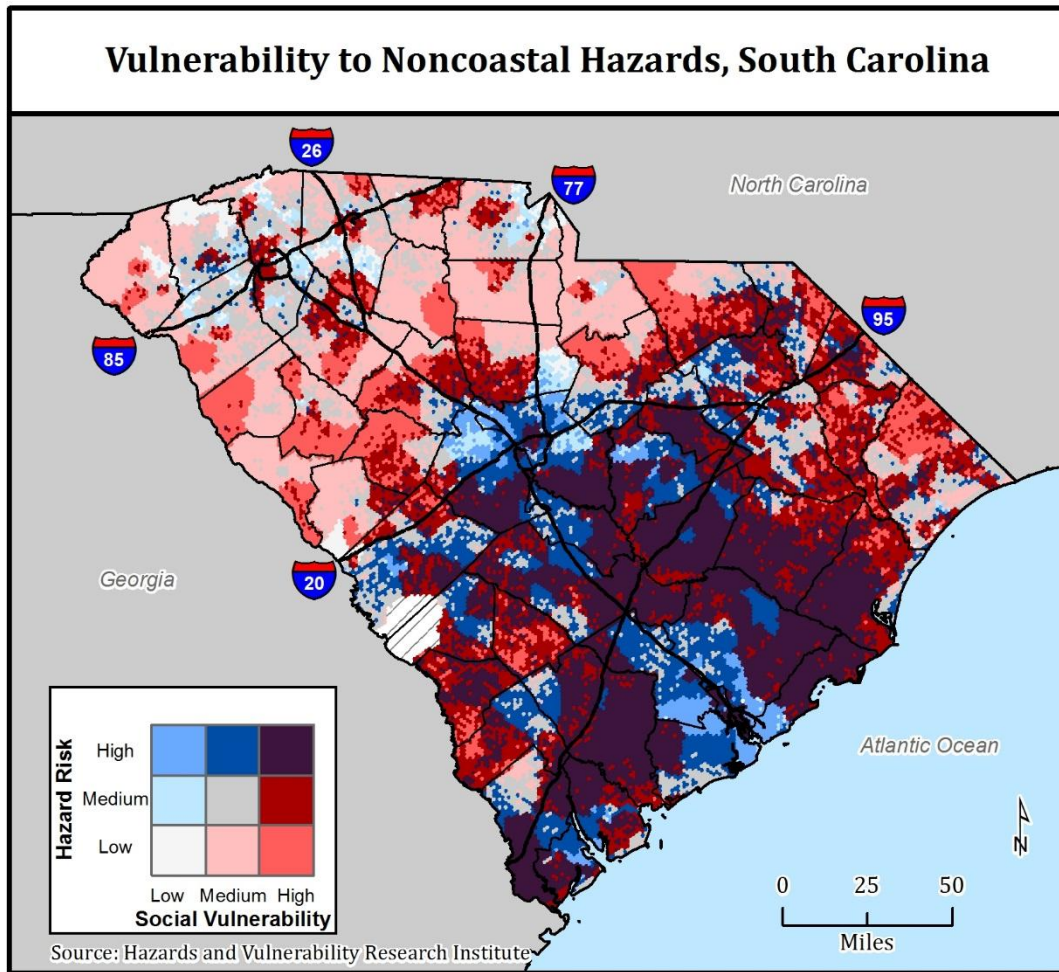 Vulnerability to Noncoastal Hazards, South Carolina
26
77
North Carolina
95
85
Georgia
20
Atlantic Ocean
High
Medium
Low
Hazard Risk
Low Medium High
Social Vulnerability
N
0 25 50
Miles
Source: Hazards and Vulnerability Research Institute